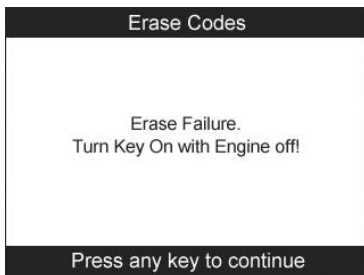 Erase Codes
Erase Failure.
Turn Key On with Engine off!
Press any key to continue